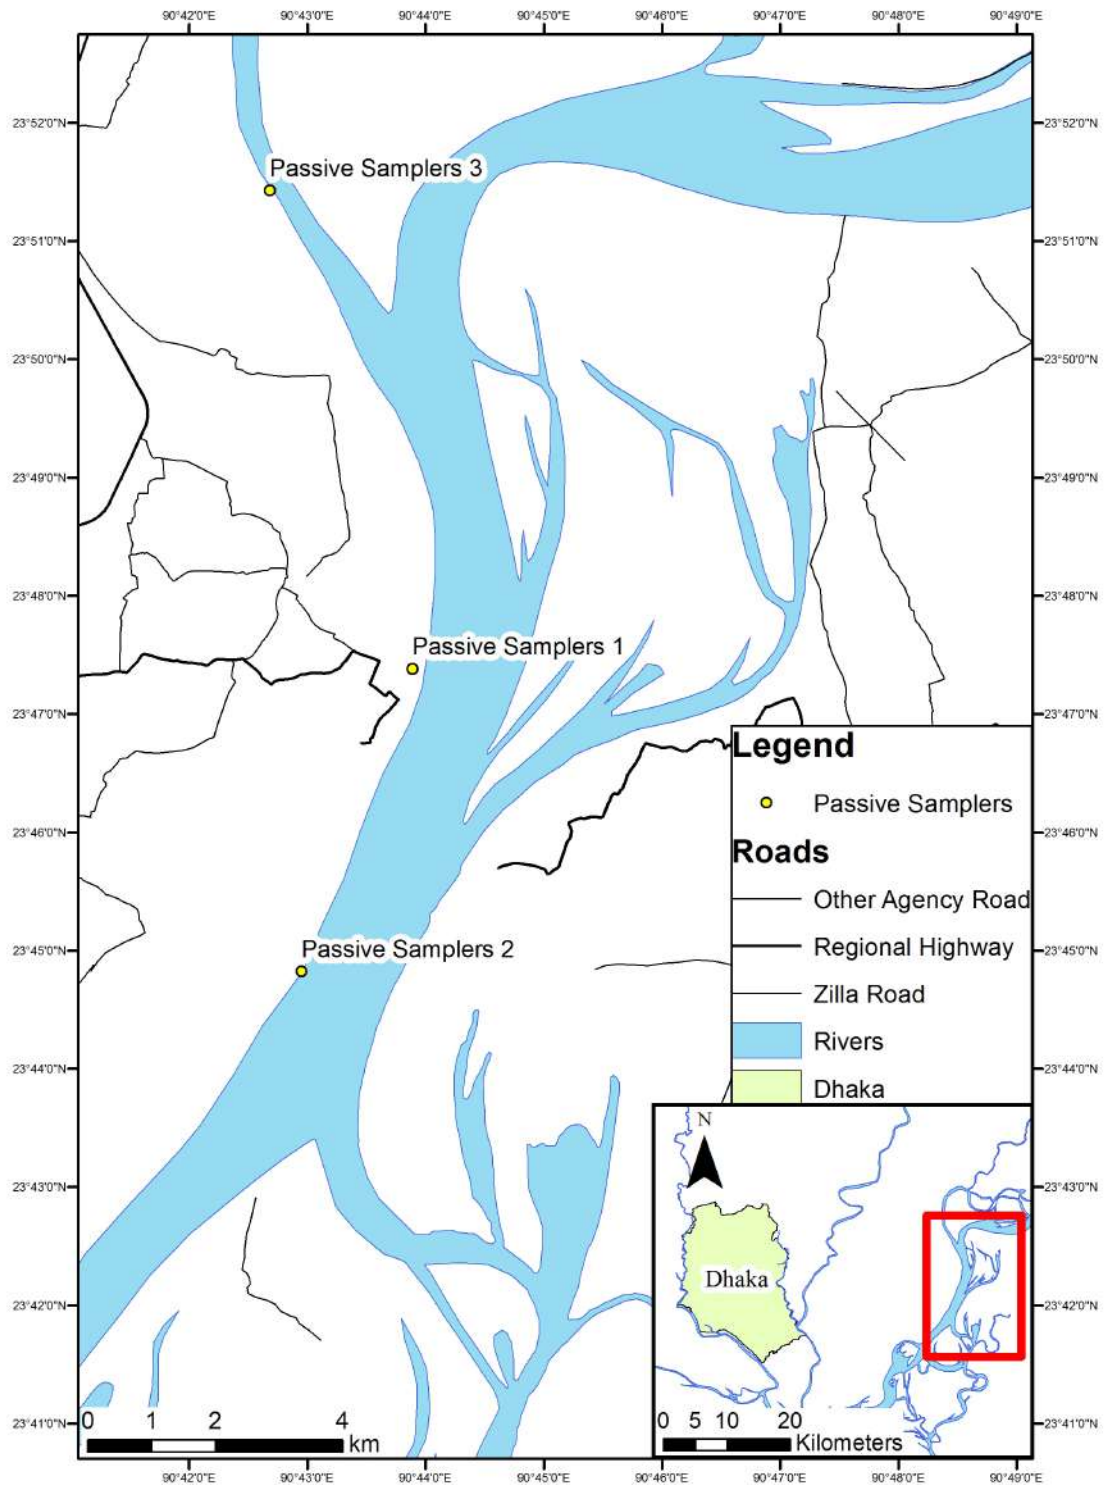 90°42'0"E 90°43'0"E 90°44'0"E 90°45'0"E 90°46'0"E 90°47'0"E 90°48'0"E 90°49'0"E
23°52'0"N 23°52'0"N
Passive Samplers 3
23°51'0"N 23°51'0"N
23°50'0"N 23°50'0"N
23°49'0"N 23°49'0"N
23°48'0"N 23°48'0"N
Passive Samplers 1
23°47'0"N 23°47'0"N
Legend
Passive Samplers
23°46'0"N 23°46'0"N
Roads
Other Agency Road
Regional Highway
Zilla Road
Rivers
Dhaka
23°45'0"N 23°45'0"N
Passive Samplers 2
23°44'0"N 23°44'0"N
N
23°43'0"N 23°43'0"N
Dhaka
23°42'0"N 23°42'0"N
23°41'0"N 23°41'0"N
0 1 2 4
km
0 5 10 20
Kilometers
90°42'0"E 90°43'0"E 90°44'0"E 90°45'0"E 90°46'0"E 90°47'0"E 90°48'0"E 90°49'0"E